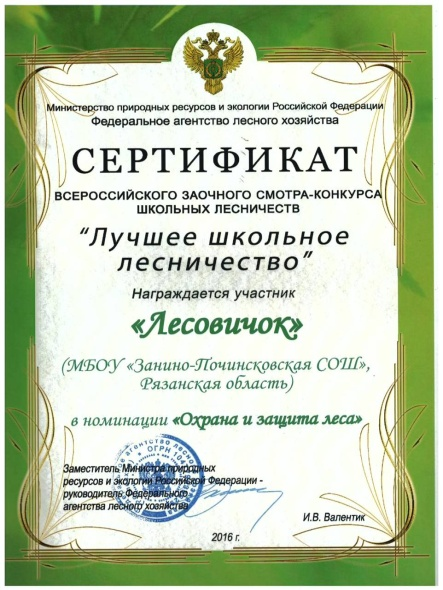 Министерство природных ресурсов и экологии Российской Федерации
Федеральное агентство лесного хозяйства
СЕРТИФИКАТ
ВСЕРОССИЙСКОГО ЗАОЧНОГО СМОТРА-КОНКУРСА
ШКОЛЬНЫХ ЛЕСНИЧЕСТВ
“Лучшее школьное
лесничество”
Награждается участник
«Лесовичок»
(МБОУ «Занино-Починсковская СОШ»,
Рязанская область)
в номинации «Охрана и защита леса»
Заместитель Министра природных
ресурсов и экологии Российской Федерации -
руководитель Федерального
агентства лесного хозяйства
И.В. Валентик
2016 г.